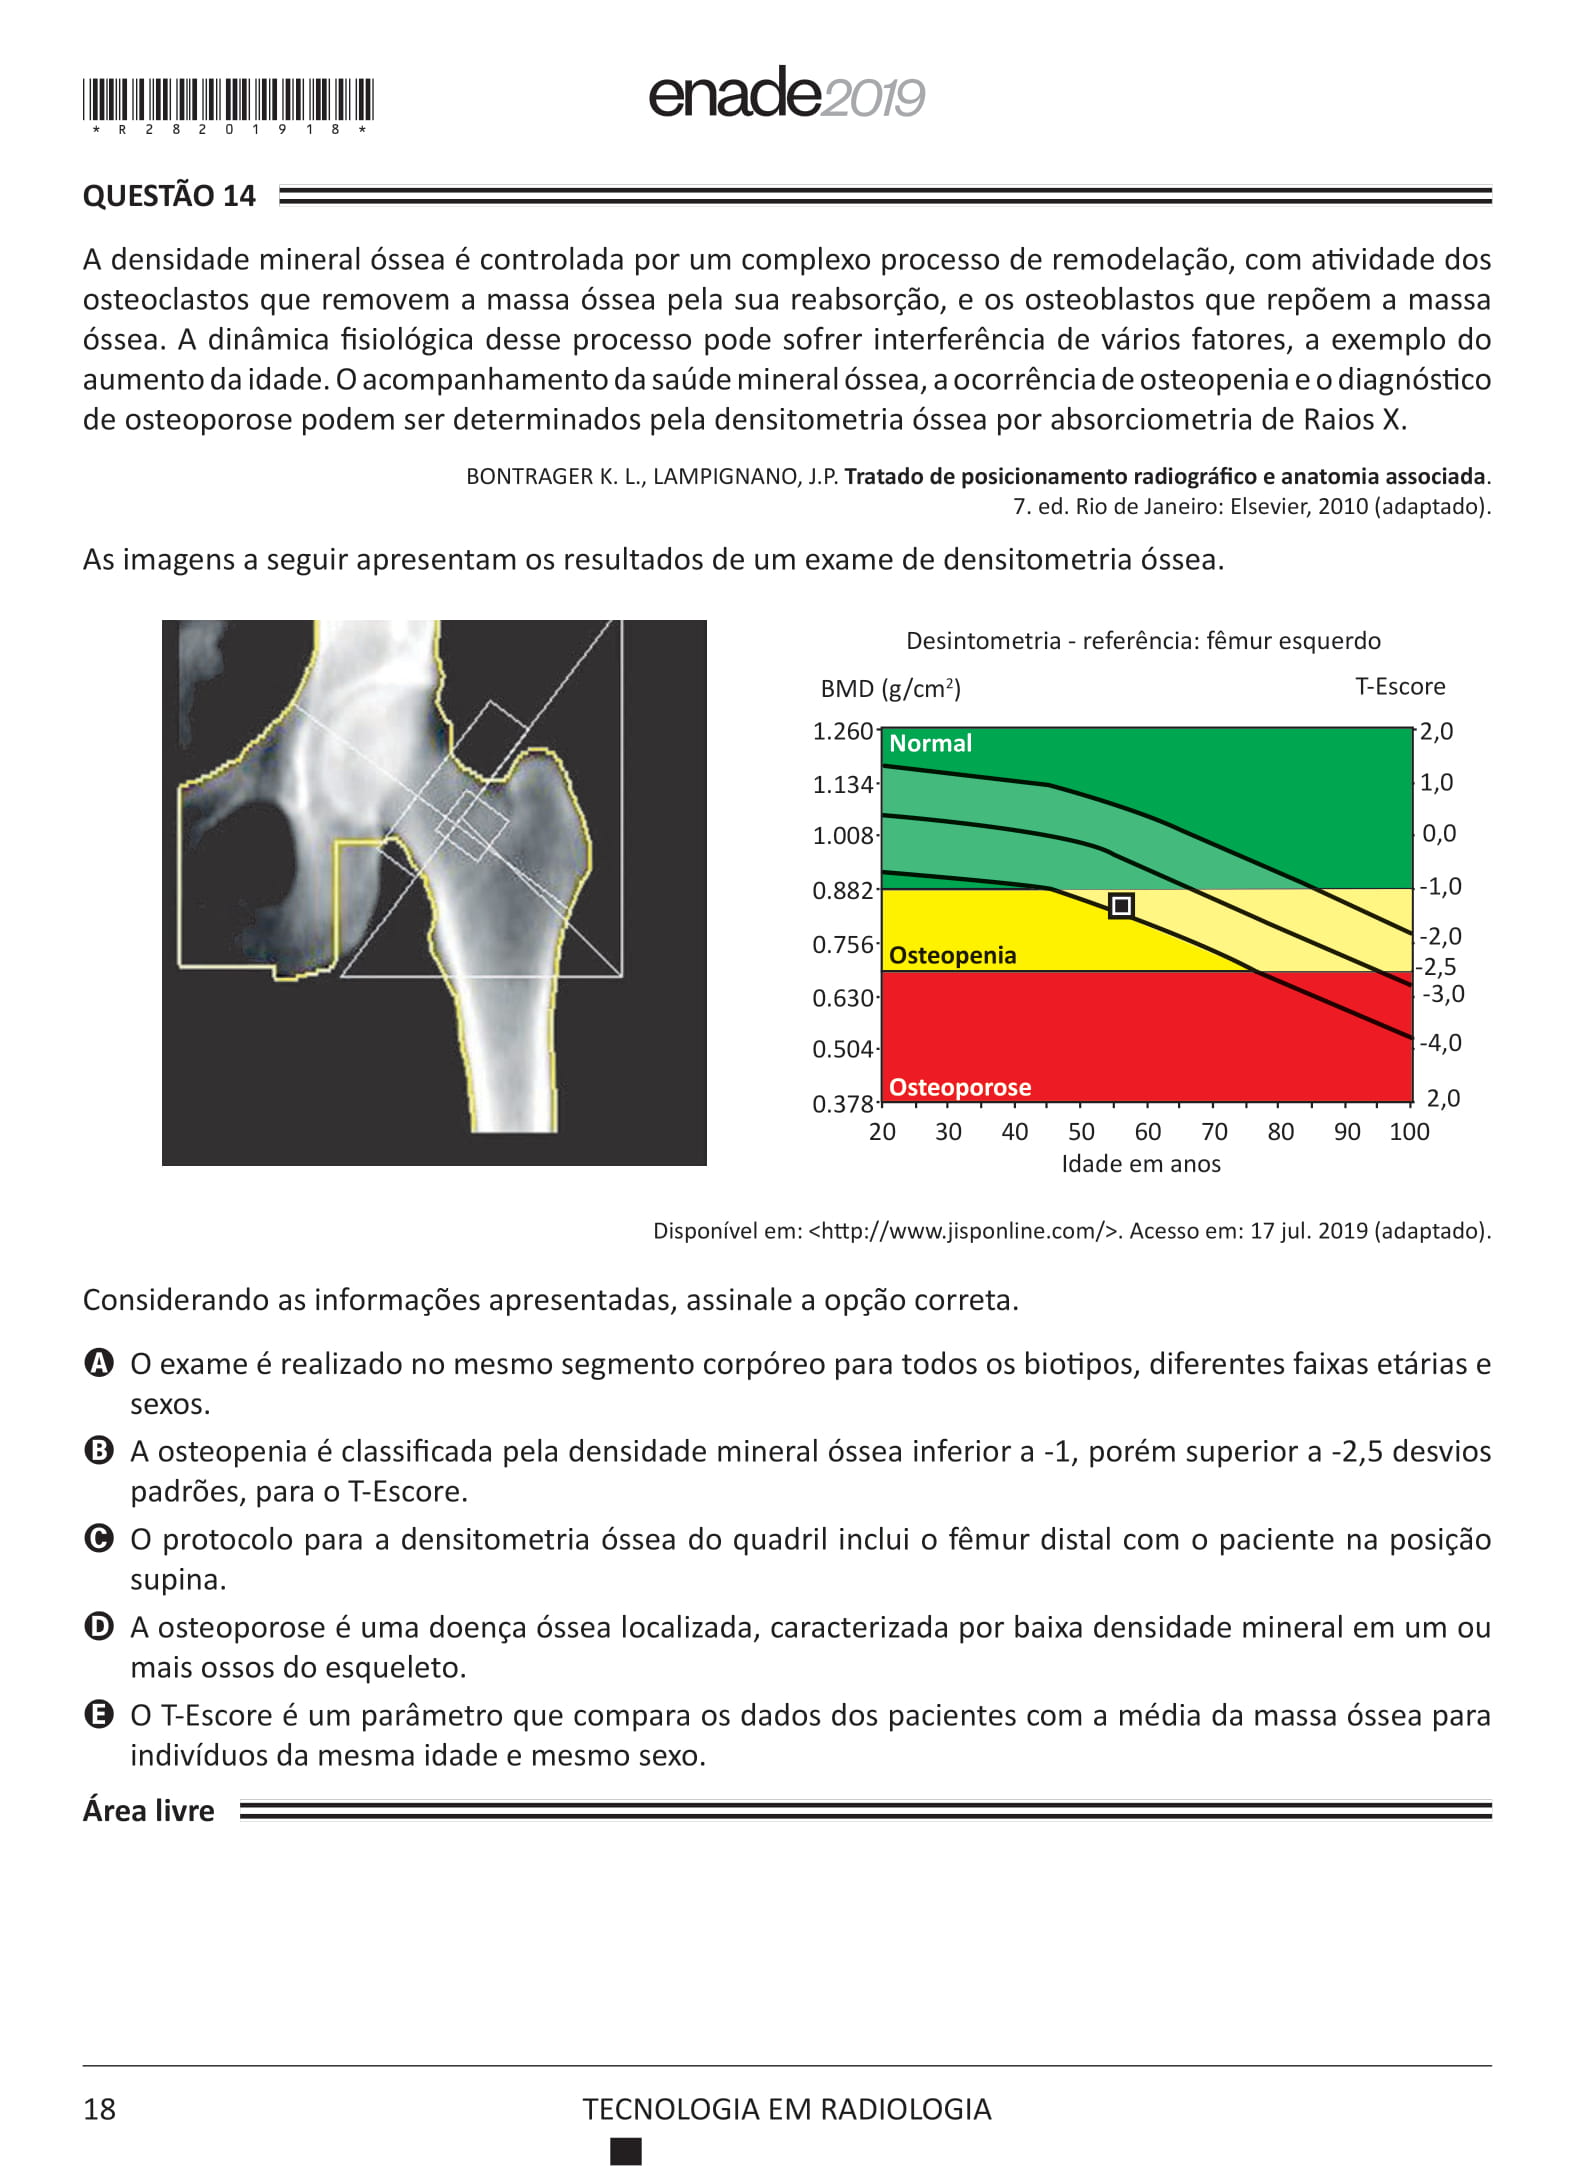 * R 2 8 2 0 1 9 1 8 *
enade2019
QUESTÃO 14
A densidade mineral óssea é controlada por um complexo processo de remodelação, com atividade dos
osteoclastos que removem a massa óssea pela sua reabsorção, e os osteoblastos que repõem a massa
óssea. A dinâmica fisiológica desse processo pode sofrer interferência de vários fatores, a exemplo do
aumento da idade. O acompanhamento da saúde mineral óssea, a ocorrência de osteopenia e o diagnóstico
de osteoporose podem ser determinados pela densitometria óssea por absorciometria de Raios X.
BONTRAGER K. L., LAMPIGNANO, J.P. Tratado de posicionamento radiográfico e anatomia associada.
7. ed. Rio de Janeiro: Elsevier, 2010 (adaptado).
As imagens a seguir apresentam os resultados de um exame de densitometria óssea.
Desintometria - referência: fêmur esquerdo
BMD (g/cm²)
T-Escore
1.260
1.134
1.008
0.882
0.756
0.630
0.504
0.378
Normal
Osteopenia
Osteoporose
2,0
1,0
0,0
-1,0
-2,0
-2,5
-3,0
-4,0
2,0
20 30 40 50 60 70 80 90 100
Idade em anos
Disponível em: <http://www.jisponline.com/>. Acesso em: 17 jul. 2019 (adaptado).
Considerando as informações apresentadas, assinale a opção correta.
A O exame é realizado no mesmo segmento corpóreo para todos os biotipos, diferentes faixas etárias e
sexos.
B A osteopenia é classificada pela densidade mineral óssea inferior a -1, porém superior a -2,5 desvios
padrões, para o T-Escore.
C O protocolo para a densitometria óssea do quadril inclui o fêmur distal com o paciente na posição
supina.
D A osteoporose é uma doença óssea localizada, caracterizada por baixa densidade mineral em um ou
mais ossos do esqueleto.
E O T-Escore é um parâmetro que compara os dados dos pacientes com a média da massa óssea para
indivíduos da mesma idade e mesmo sexo.
Área livre
18
TECNOLOGIA EM RADIOLOGIA